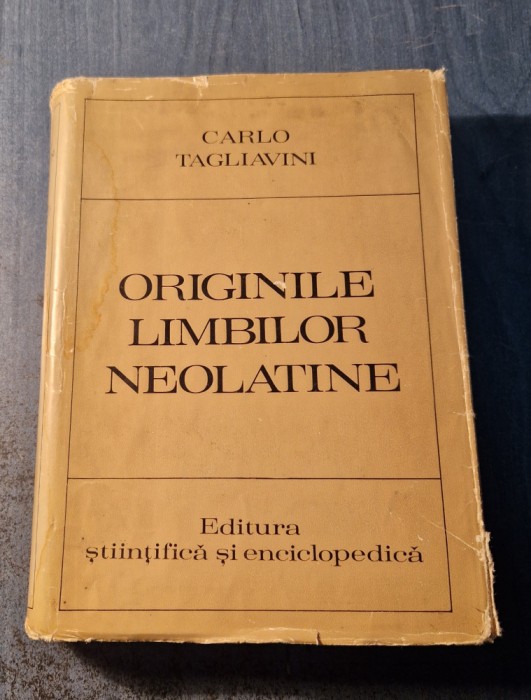 CARLO
TAGLIAVINI
ORIGINILE
LIMBILOR
NEOLATINE
Editura
științifică și enciclopedică